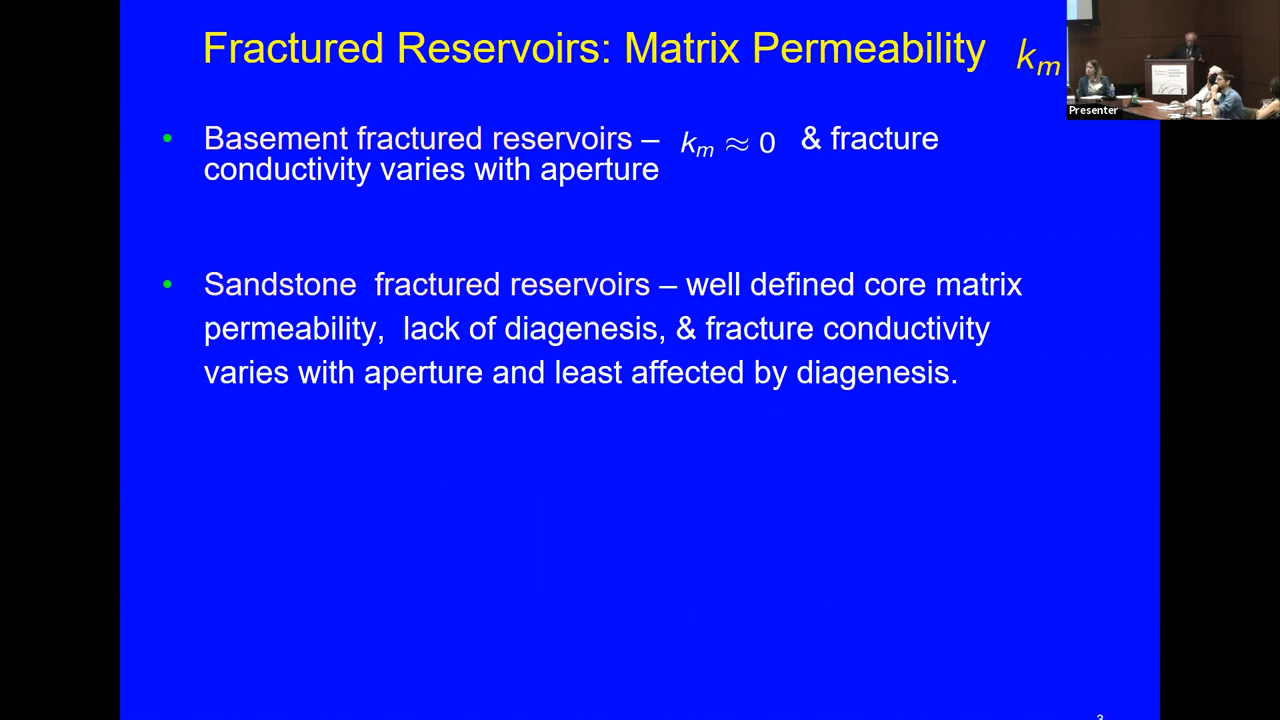 Fractured Reservoirs: Matrix Permeability kₘ
Presenter
• Basement fractured reservoirs – kₘ ≈ 0 & fracture
conductivity varies with aperture
• Sandstone fractured reservoirs – well defined core matrix
permeability, lack of diagenesis, & fracture conductivity
varies with aperture and least affected by diagenesis.
3